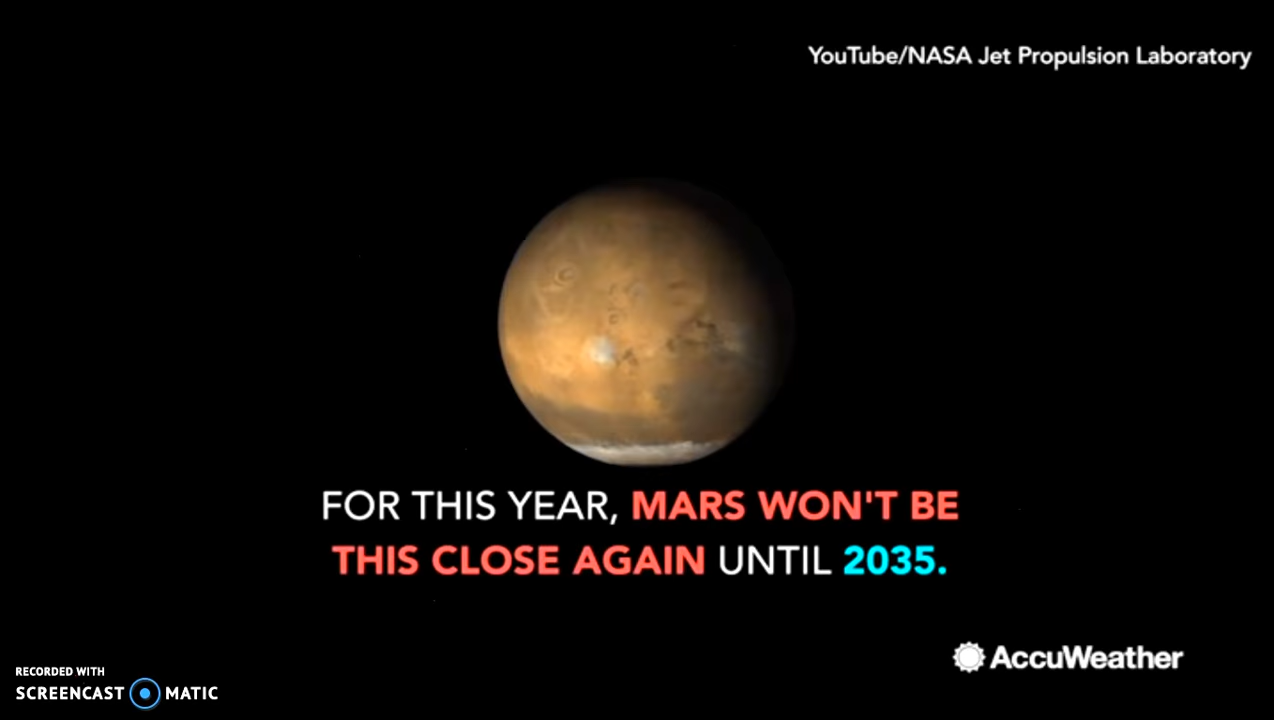 YouTube/NASA Jet Propulsion Laboratory
FOR THIS YEAR, MARS WON'T BE
THIS CLOSE AGAIN UNTIL 2035.
AccuWeather
RECORDED WITH
SCREENCAST MATIC